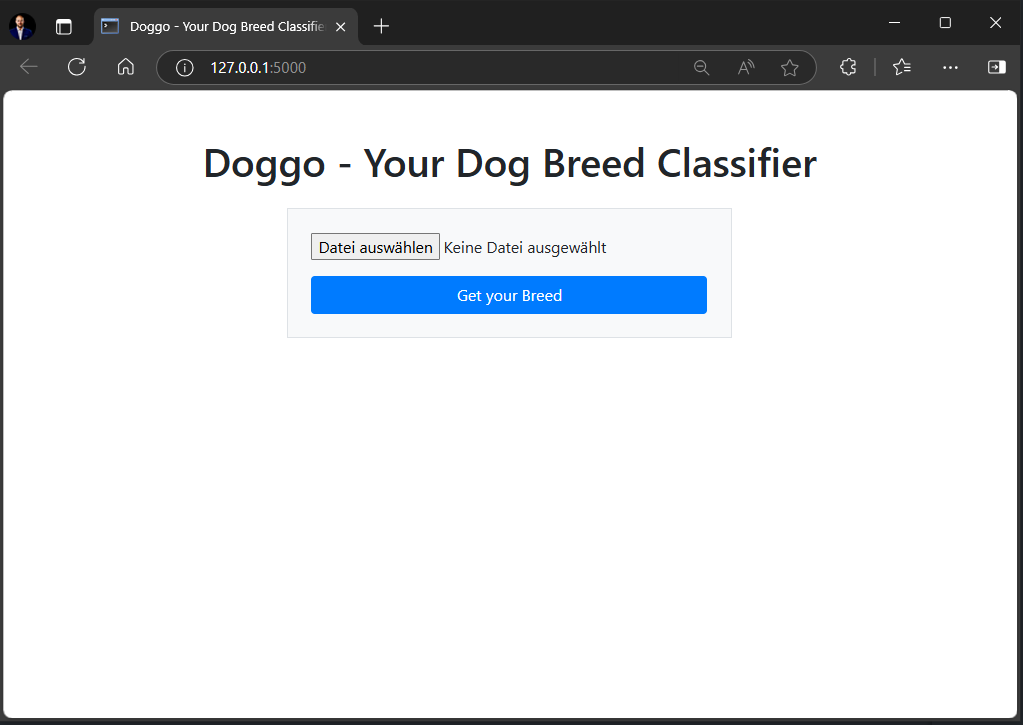 Doggo - Your Dog Breed Classifie
127.0.0.1:5000
Doggo - Your Dog Breed Classifier
Datei auswählen Keine Datei ausgewählt
Get your Breed